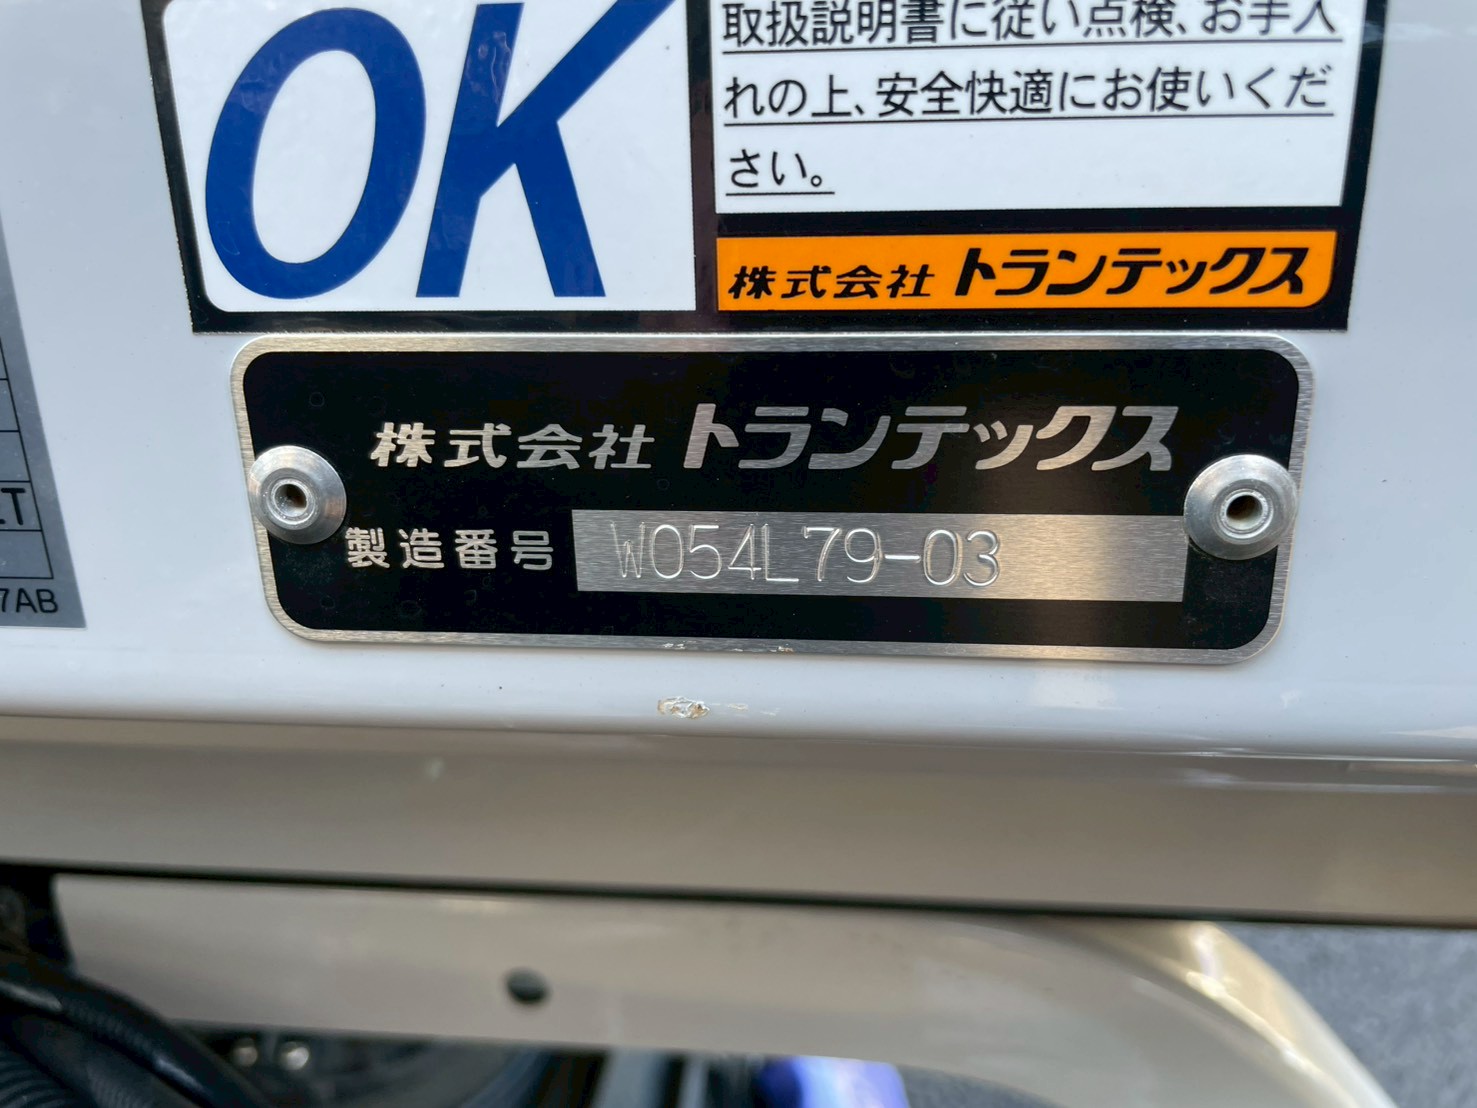 OK
取扱説明書に従い点検、お手入
れの上、安全快適にお使いくだ
さい。
株式会社 トランテックス
株式会社 トランテックス
製造番号 W054L79-03
7AB